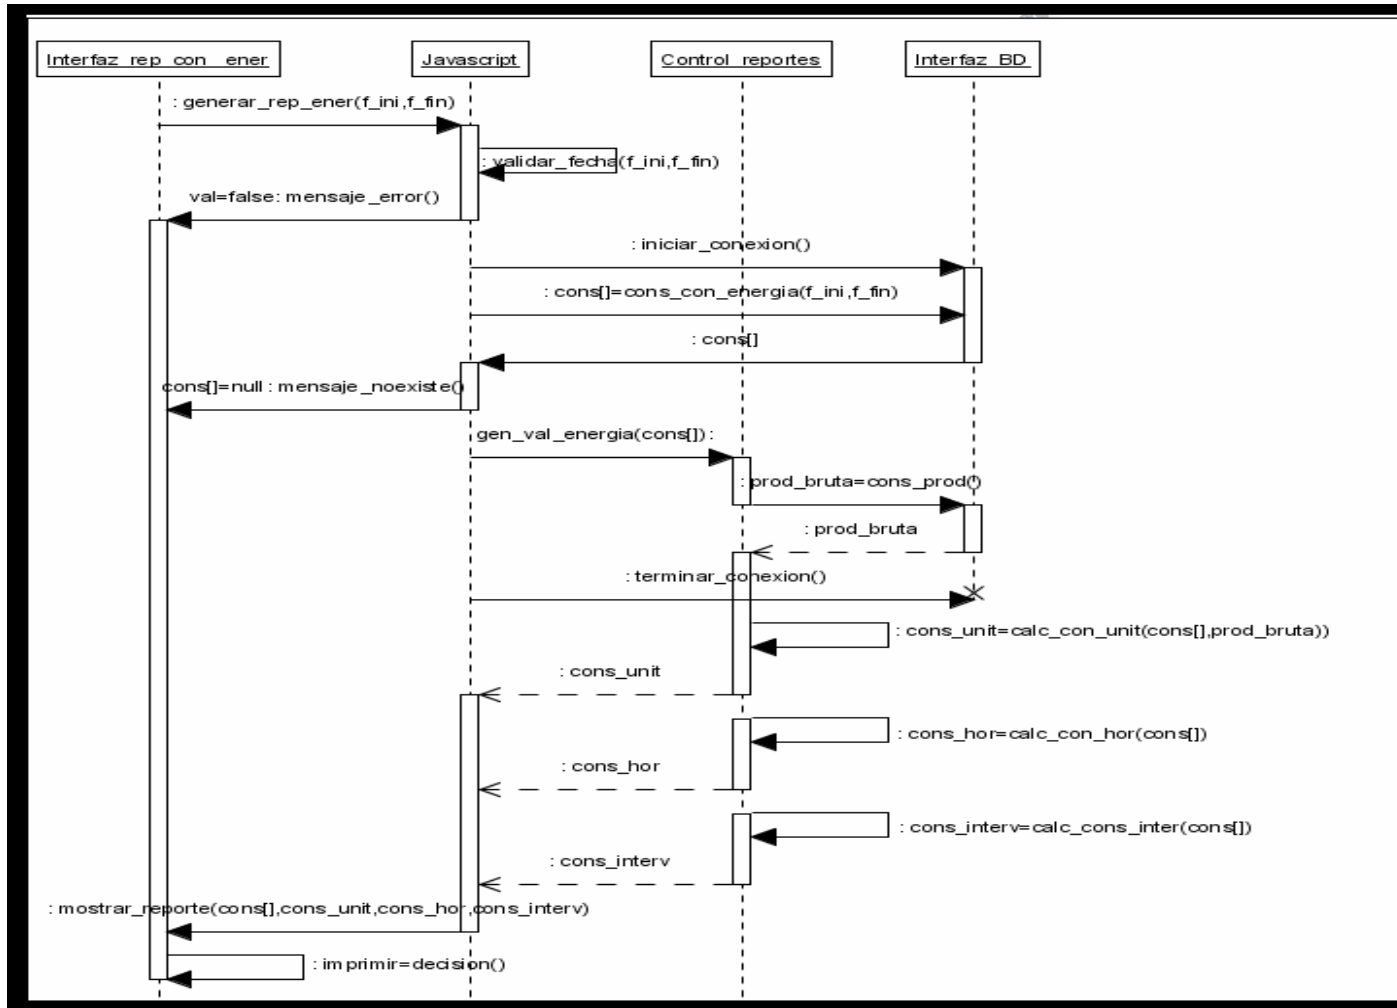 Interfaz_rep_con_ener
Javascript
Control_reportes
Interfaz_BD
: generar_rep_ener(f_ini,f_fin)
: validar_fecha(f_ini,f_fin)
val=false: mensaje_error()
: iniciar_conexion()
: cons[]=cons_con_energia(f_ini,f_fin)
: cons[]
cons[]=null : mensaje_noexiste()
gen_val_energia(cons[]) :
: prod_bruta=cons_prod()
: prod_bruta
: terminar_conexion()
: cons_unit=calc_con_unit(cons[],prod_bruta))
: cons_unit
: cons_hor=calc_con_hor(cons[])
: cons_hor
: cons_interv=calc_cons_inter(cons[])
: cons_interv
: mostrar_reporte(cons[],cons_unit,cons_hor,cons_interv)
: imprimir=decision()